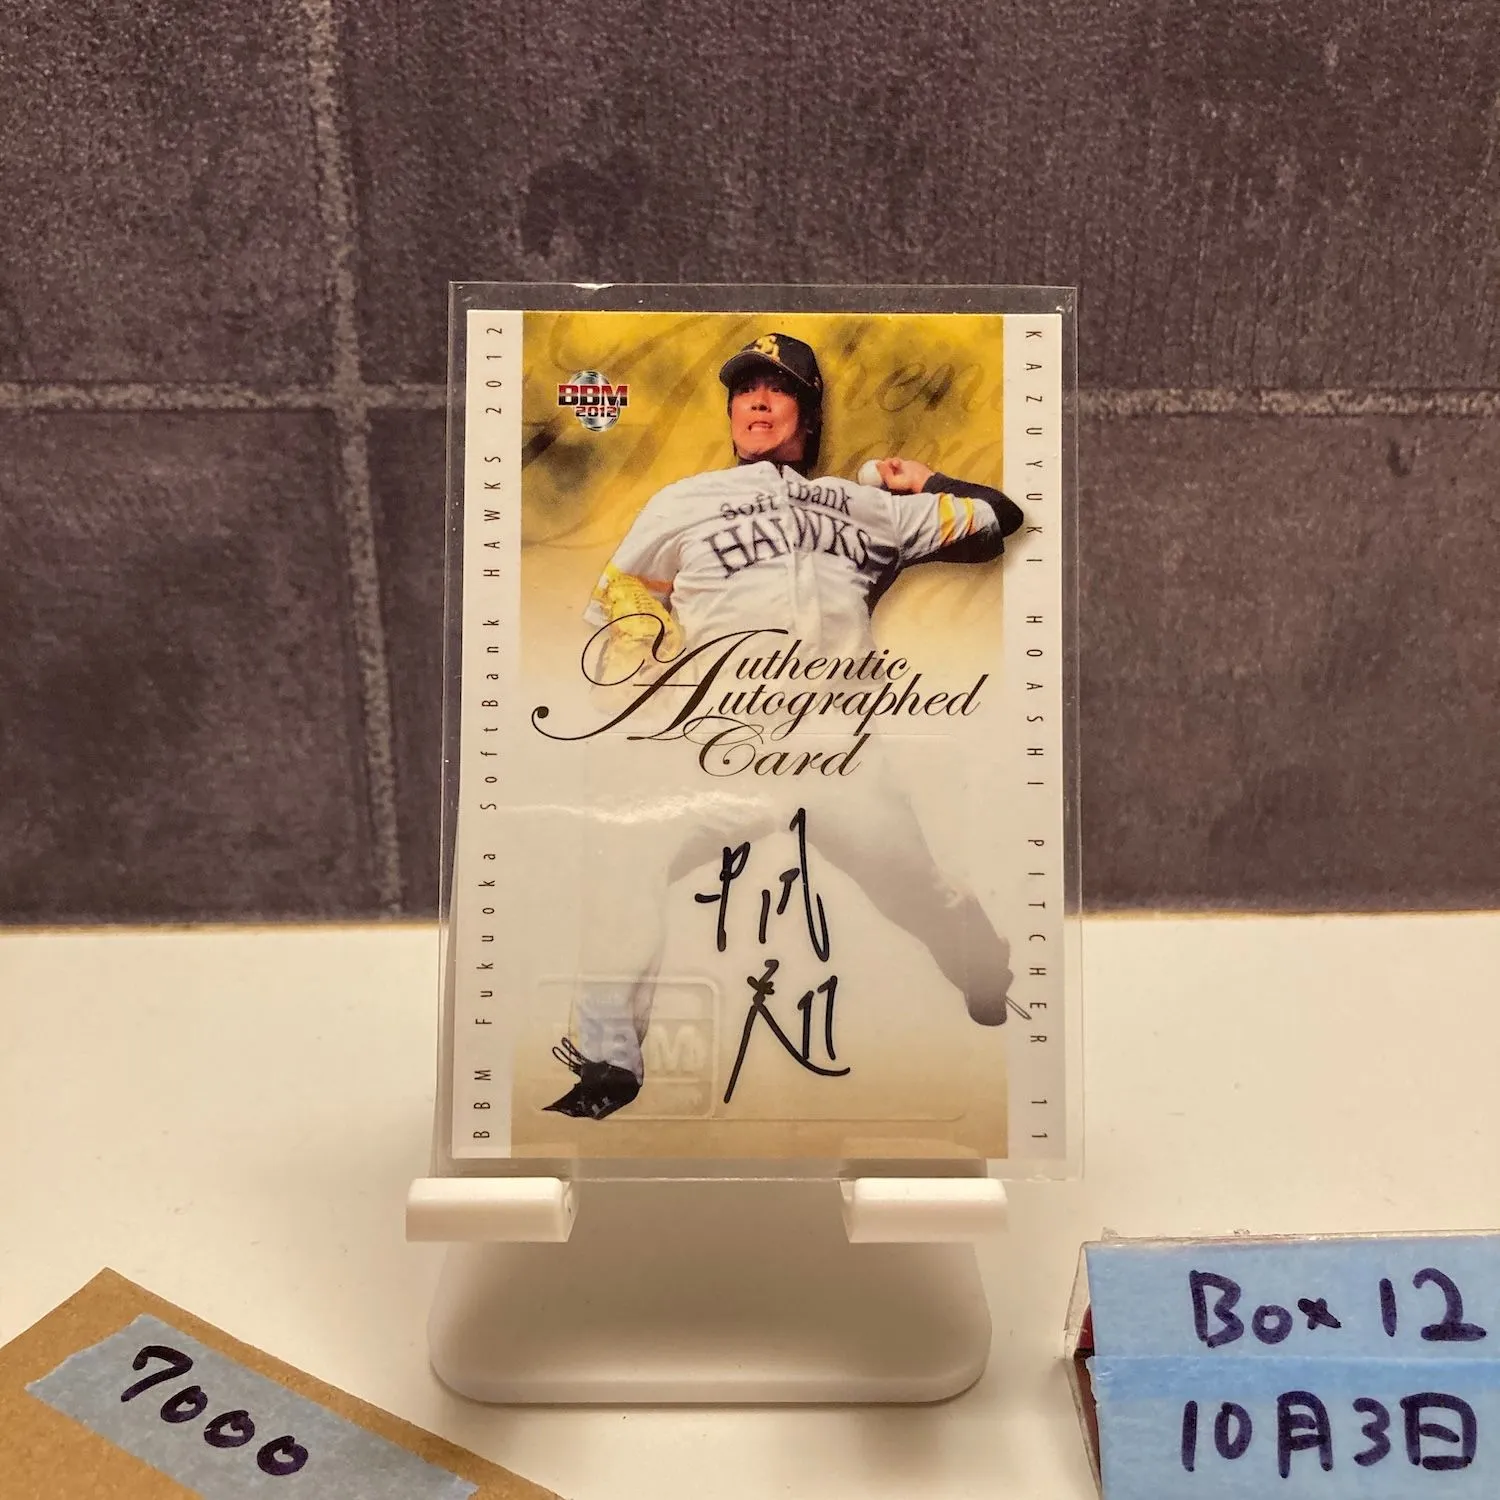 BBM
2012
BBM Fukuoka SoftBank HAWKS 2012
KAZUYUKI HOASHI PITCHER 11
SoftBank
HAWKS
Authentic
Autographed
Card
7000
Box 12
10月3日